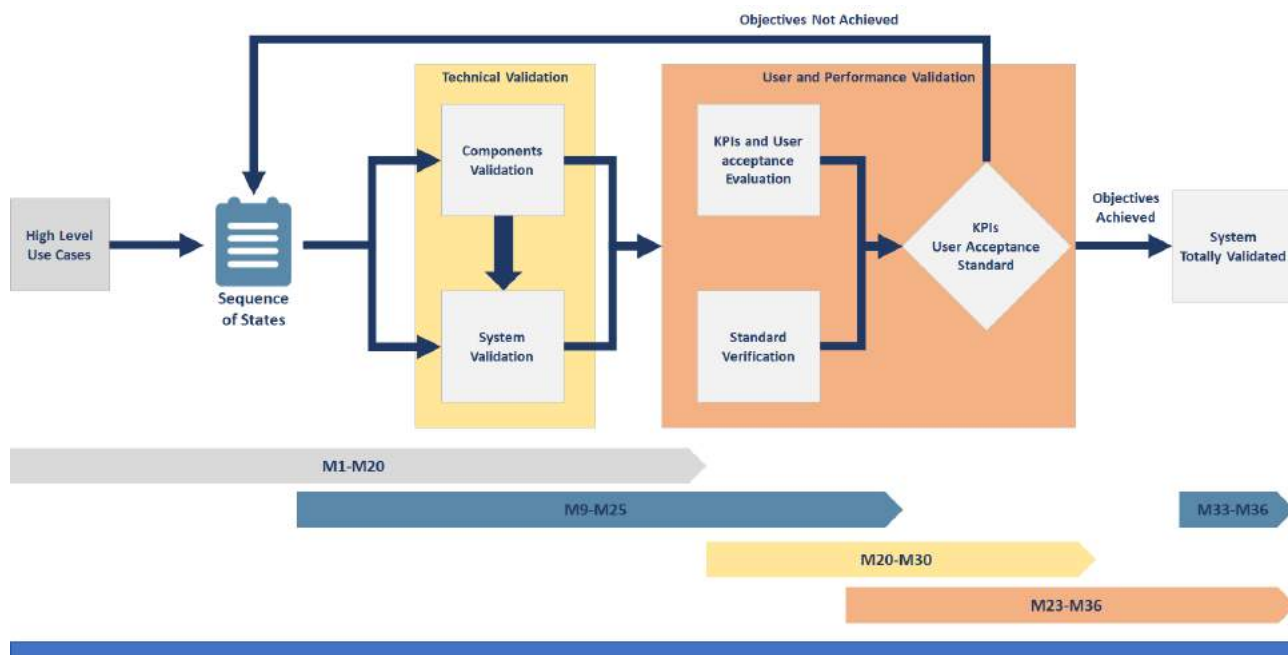 Objectives Not Achieved
Technical Validation
User and Performance Validation
Components
Validation
KPIs and User
acceptance
Evaluation
High Level
Use Cases
Sequence
of States
KPIs
User Acceptance
Standard
Objectives
Achieved
System
Totally Validated
System
Validation
Standard
Verification
M1-M20
M9-M25
M33-M36
M20-M30
M23-M36